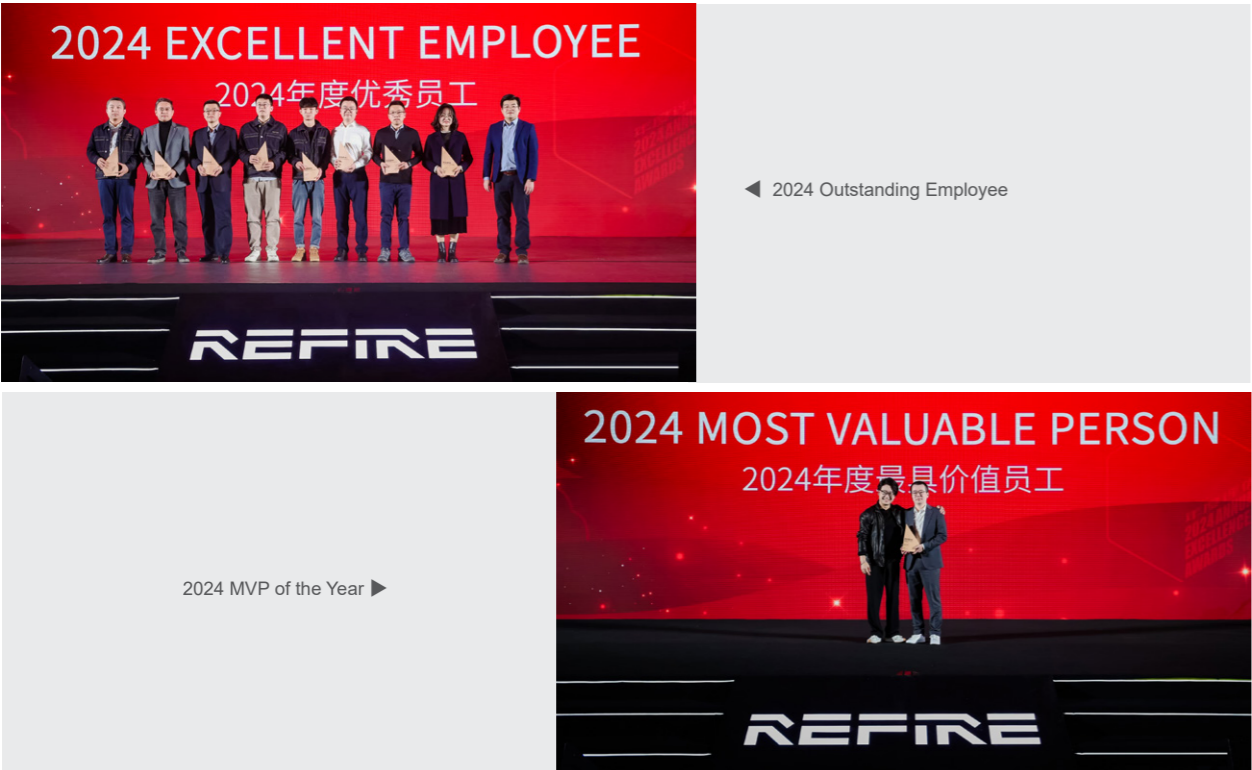 2024 EXCELLENT EMPLOYEE
2024年度优秀员工
REFIRE
◀ 2024 Outstanding Employee
2024 MVP of the Year ▶
2024 MOST VALUABLE PERSON
2024年度最具价值员工
REFIRE